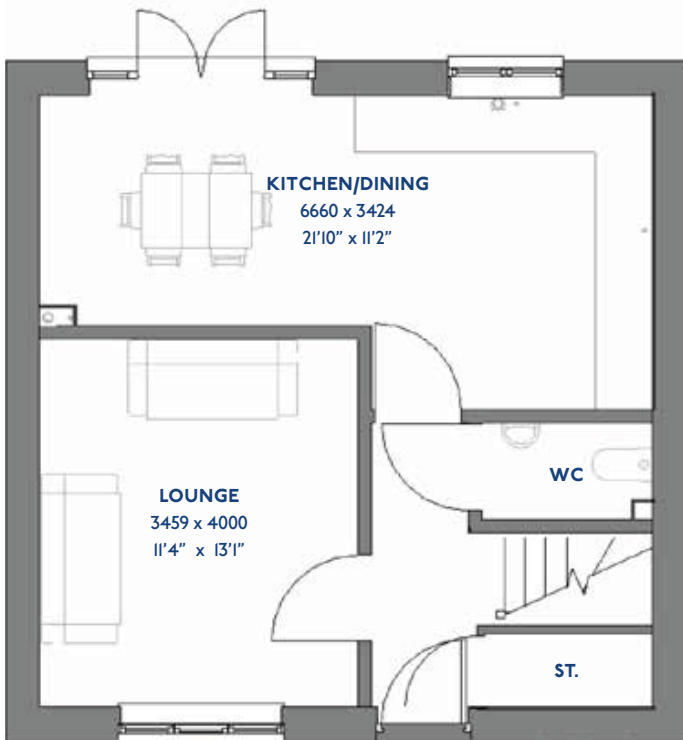 KITCHEN/DINING
6660 x 3424
21'10" x 11'2"
LOUNGE
3459 x 4000
11'4" x 13'1"
WC
ST.